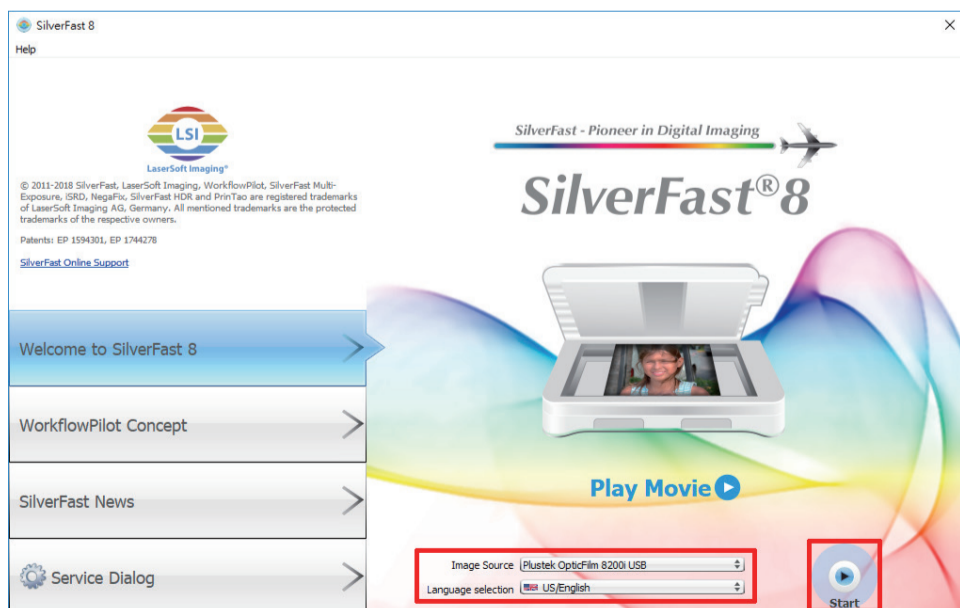 SilverFast 8
Help
LSI
LaserSoft Imaging®
© 2011-2018 SilverFast, LaserSoft Imaging, WorkflowPilot, SilverFast Multi-
Exposure, iSRD, NegaFix, SilverFast HDR and PrinTao are registered trademarks
of LaserSoft Imaging AG, Germany. All mentioned trademarks are the protected
trademarks of the respective owners.
Patents: EP 1594301, EP 1744278
SilverFast Online Support
Welcome to SilverFast 8
WorkflowPilot Concept
SilverFast News
Service Dialog
SilverFast - Pioneer in Digital Imaging
SilverFast®8
Play Movie
Image Source Plustek OpticFilm 8200i USB
Language selection US/English
Start